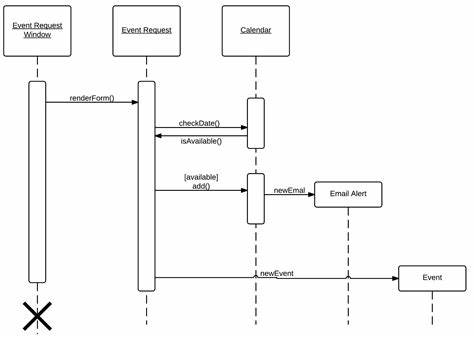 Event Request
Window
Event Request
Calendar
renderForm()
checkDate()
isAvailable()
[available]
add()
newEmal
Email Alert
newEvent
Event